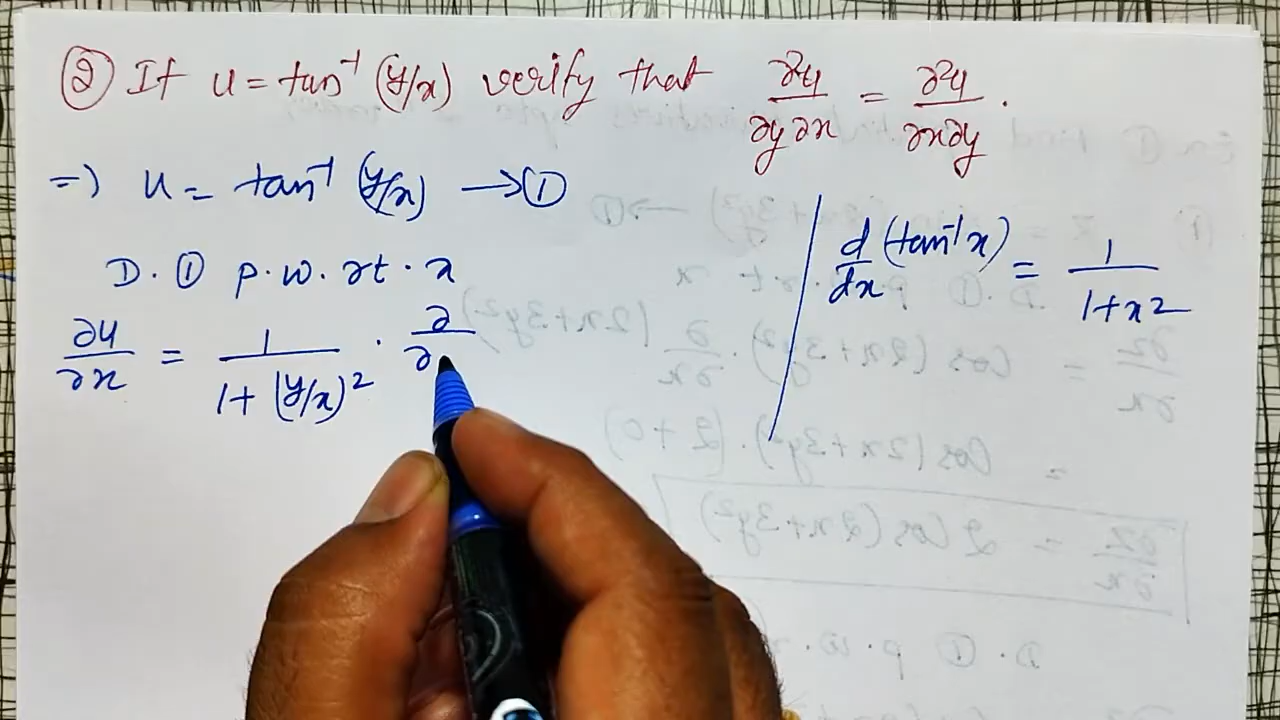 ② If u = tan⁻¹ (y/x) verify that ∂²u/∂y∂x = ∂²u/∂x∂y .
=) u = tan⁻¹ (y/x) → ①
D. ① p.w.rt. x
∂u/∂x = 1/1+(y/x)² · ∂/∂
d/dx (tan⁻¹x) = 1/1+x²